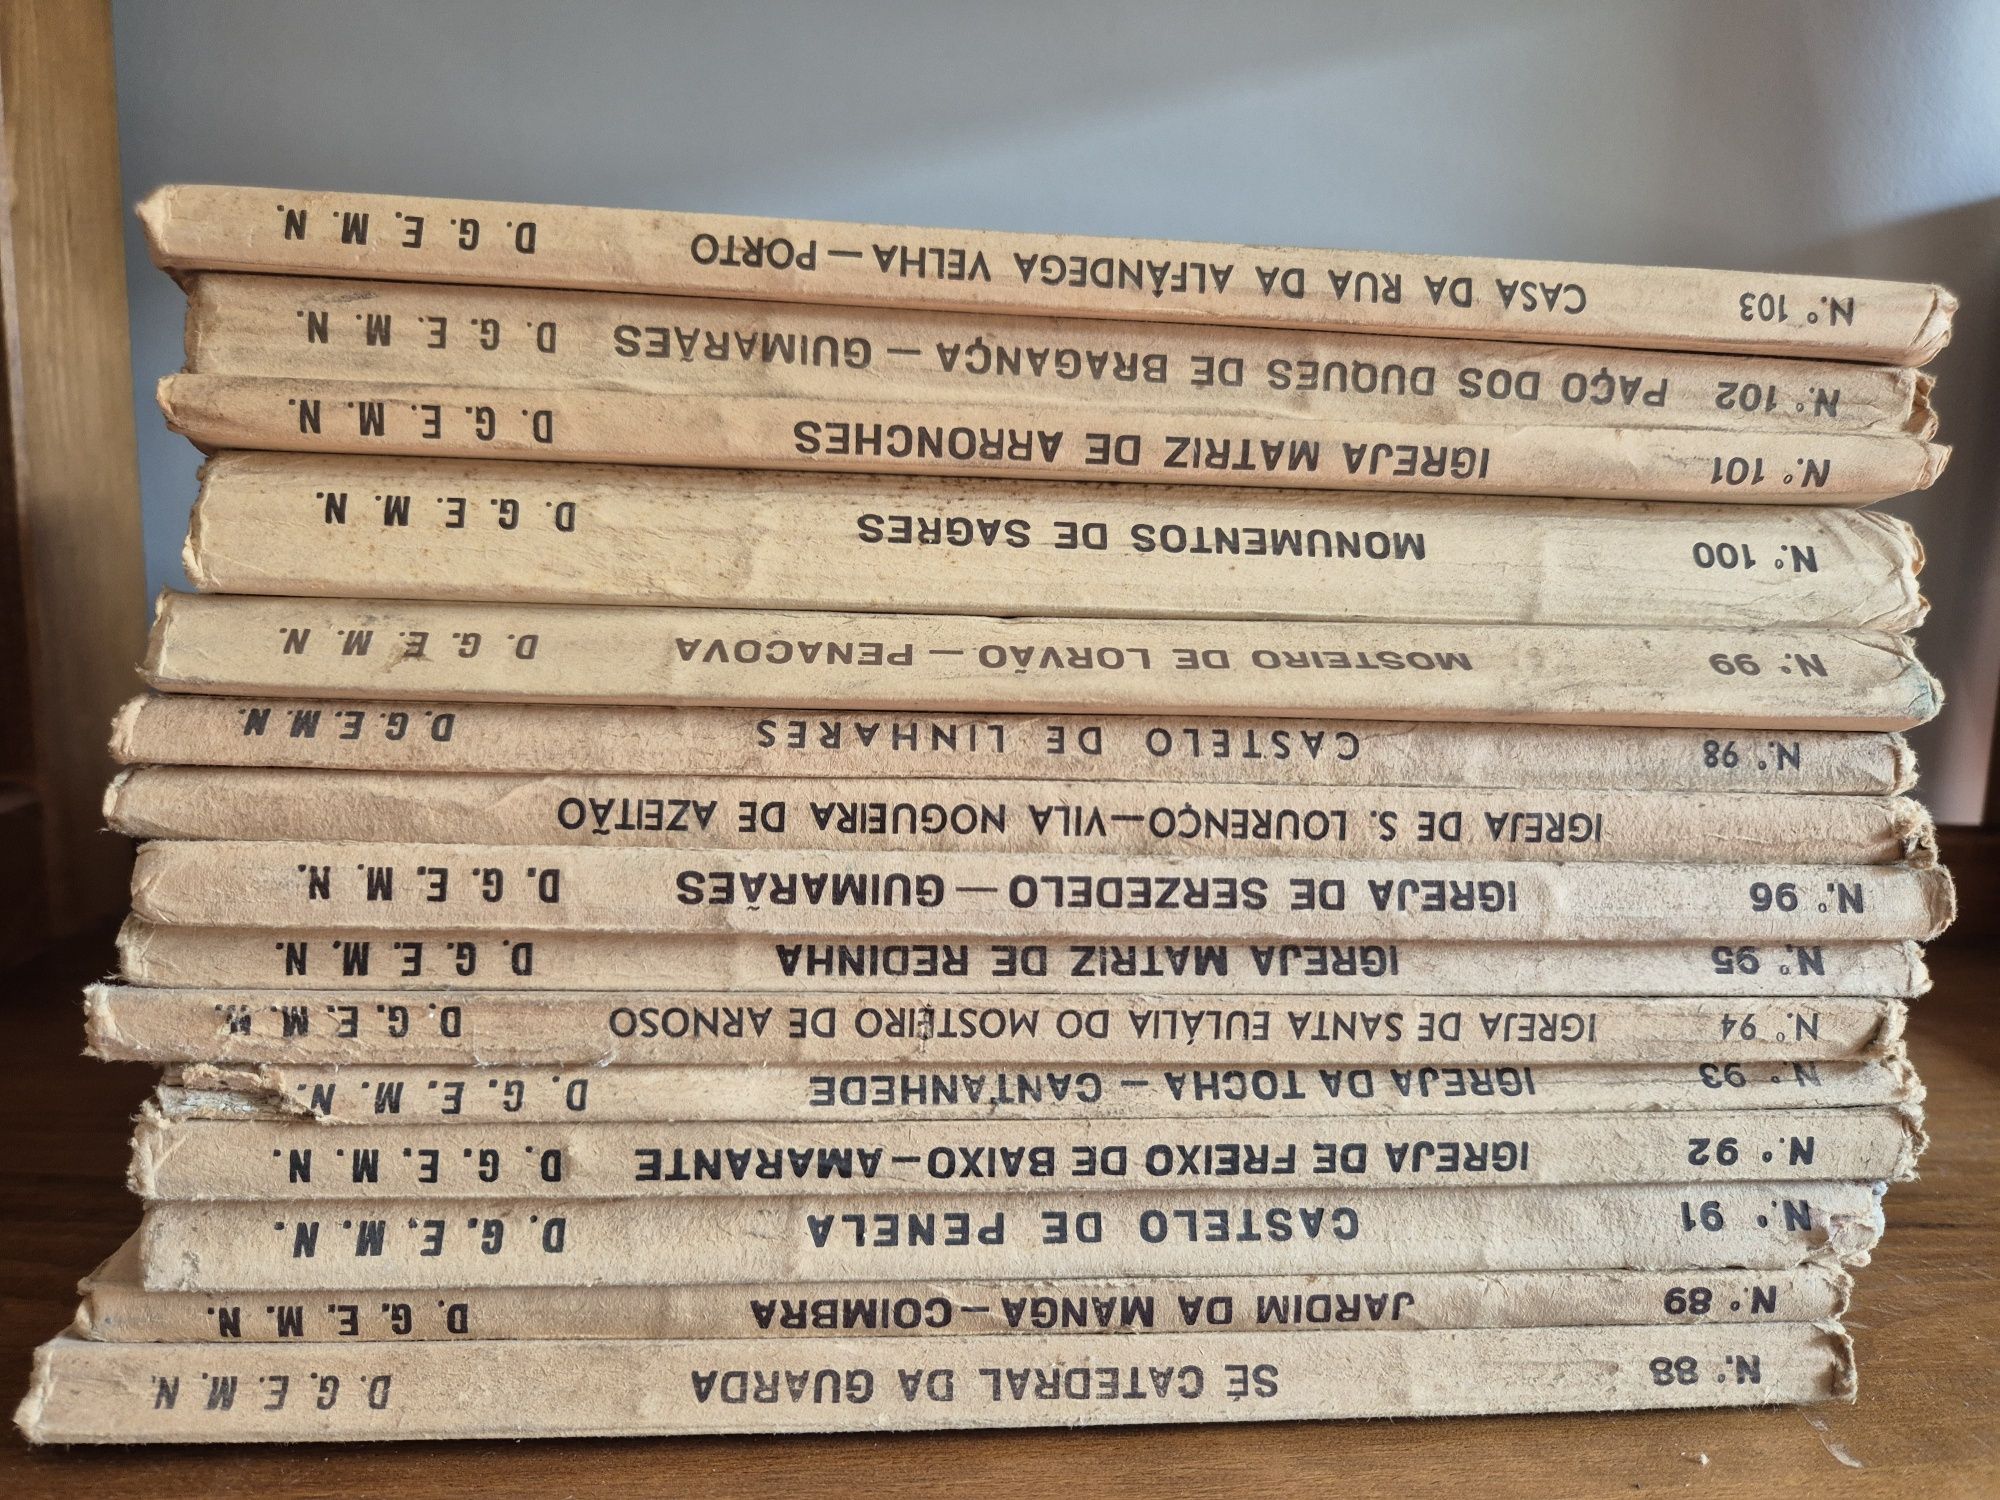 N.º 103 CASA DA RUA DA ALFÂNDEGA VELHA — PORTO D. G. E. M. N.
N.º 102 PAÇO DOS DUQUES DE BRAGANÇA — GUIMARÃES D. G. E. M. N.
N.º 101 IGREJA MATRIZ DE ARRONCHES D. G. E. M. N.
N.º 100 MONUMENTOS DE SAGRES D. G. E. M. N.
N.º 99 MOSTEIRO DE LORVÃO — PENACOVA D. G. E. M. N.
N.º 98 CASTELO DE LINHARES D. G. E. M. N.
IGREJA DE S. LOURENÇO — VILA NOGUEIRA DE AZEITÃO
N.º 96 IGREJA DE SERZEDELO — GUIMARÃES D. G. E. M. N.
N.º 95 IGREJA MATRIZ DE REDINHA D. G. E. M. N.
N.º 94 IGREJA DE SANTA EULÁLIA DO MOSTEIRO DE ARNOSO D. G. E. M. N.
N.º 93 IGREJA DA TOCHA — CANTANHEDE D. G. E. M. N.
N.º 92 IGREJA DE FREIXO DE BAIXO — AMARANTE D. G. E. M. N.
N.º 91 CASTELO DE PENELA D. G. E. M. N.
N.º 89 JARDIM DA MANGA — COIMBRA D. G. E. M. N.
N.º 88 SÉ CATEDRAL DA GUARDA D. G. E. M. N.